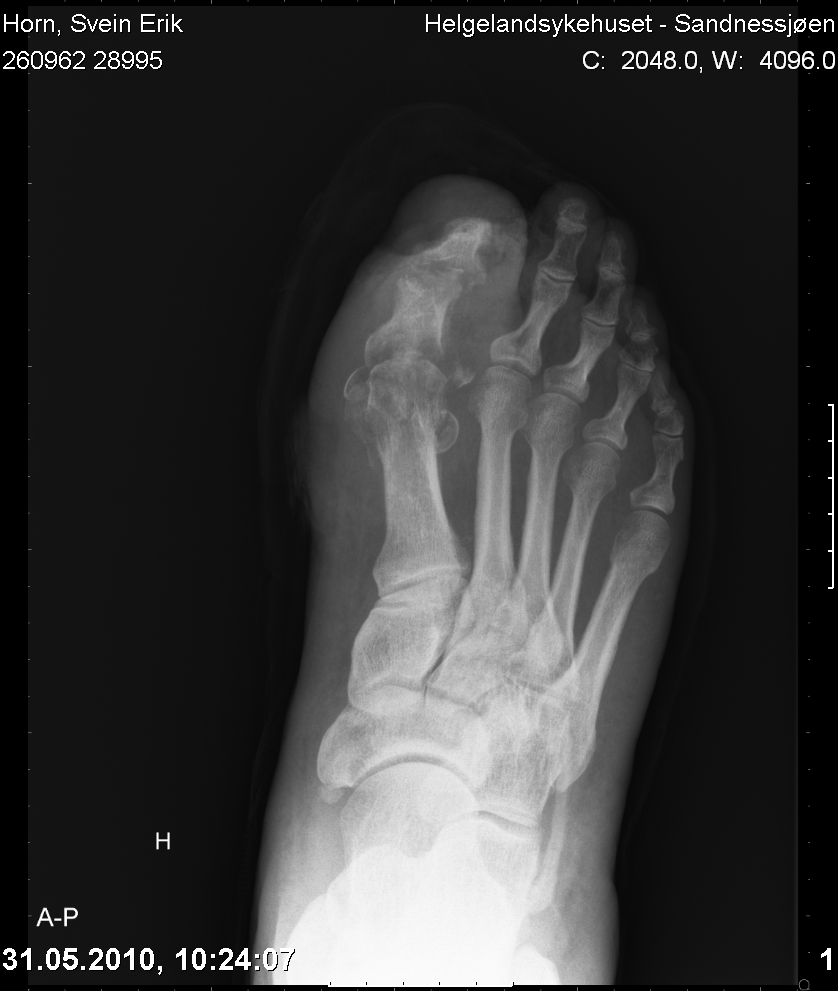 Horn, Svein Erik
Helgelandsykehuset - Sandnessjøen
260962 28995
C: 2048.0, W: 4096.0
H
A-P
31.05.2010, 10:24:07
1